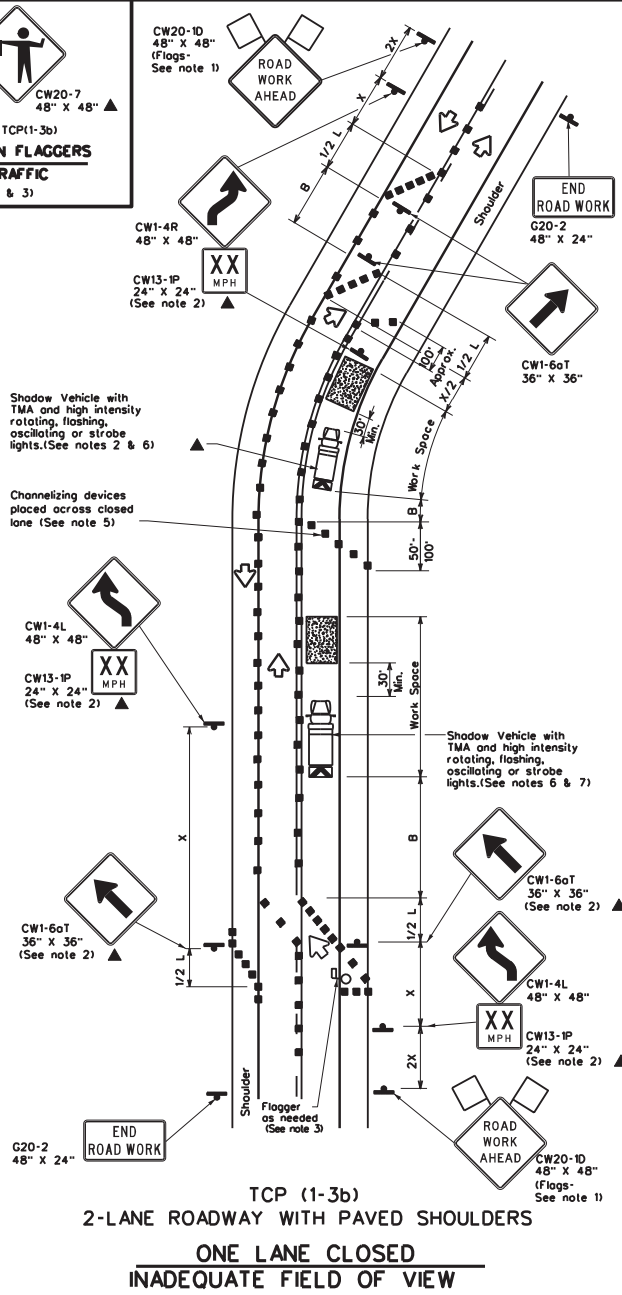 CW20-7
48" X 48" ▲
TCP(1-3b)
N FLAGGERS
RAFFIC
& 3)
CW20-1D
48" X 48"
(Flags-
See note 1)
ROAD
WORK
AHEAD
2X
X
1/2 L
B
CW1-4R
48" X 48"
XX
MPH
CW13-1P
24" X 24"
(See note 2) ▲
Shoulder
END
ROAD WORK
G20-2
48" X 24"
CW1-6aT
36" X 36"
100'
Approx.
1/2 L
X/2
30'
Min.
Work Space
B
50'-
100'
Shadow Vehicle with
TMA and high intensity
rotating, flashing,
oscillating or strobe
lights.(See notes 2 & 6) ▲
Channelizing devices
placed across closed
lane (See note 5)
CW1-4L
48" X 48"
XX
MPH
CW13-1P
24" X 24"
(See note 2) ▲
30'
Min.
Work Space
Shadow Vehicle with
TMA and high intensity
rotating, flashing,
oscillating or strobe
lights.(See notes 6 & 7)
X
B
CW1-6aT
36" X 36"
(See note 2) ▲
1/2 L
1/2 L
X
2X
CW1-6aT
36" X 36"
(See note 2) ▲
CW1-4L
48" X 48"
XX
MPH
CW13-1P
24" X 24"
(See note 2) ▲
Shoulder
Flagger
as needed
(See note 3)
END
ROAD WORK
G20-2
48" X 24"
ROAD
WORK
AHEAD
CW20-1D
48" X 48"
(Flags-
See note 1)
TCP (1-3b)
2-LANE ROADWAY WITH PAVED SHOULDERS
ONE LANE CLOSED
INADEQUATE FIELD OF VIEW